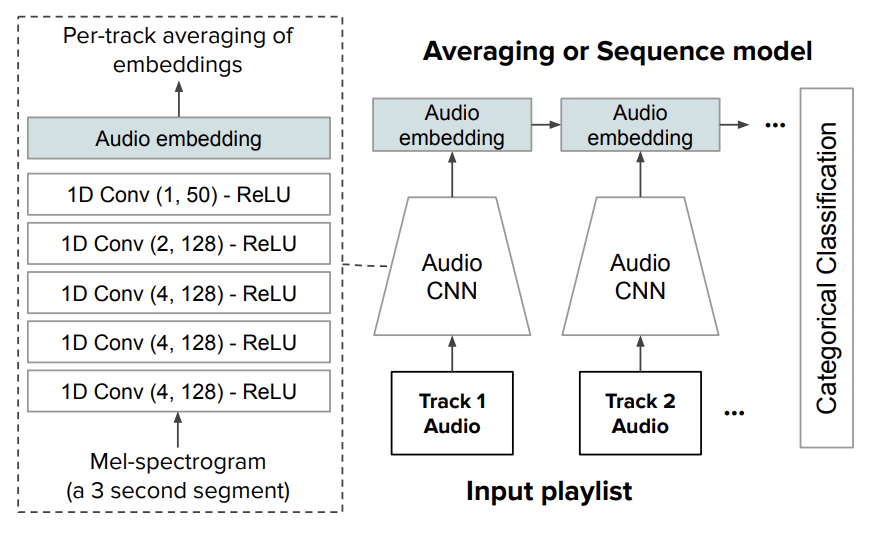 Per-track averaging of
embeddings
Audio embedding
1D Conv (1, 50) - ReLU
1D Conv (2, 128) - ReLU
1D Conv (4, 128) - ReLU
1D Conv (4, 128) - ReLU
1D Conv (4, 128) - ReLU
Mel-spectrogram
(a 3 second segment)
Averaging or Sequence model
Audio
embedding
Audio
embedding
...
Audio
CNN
Audio
CNN
Track 1
Audio
Track 2
Audio
...
Input playlist
Categorical Classification